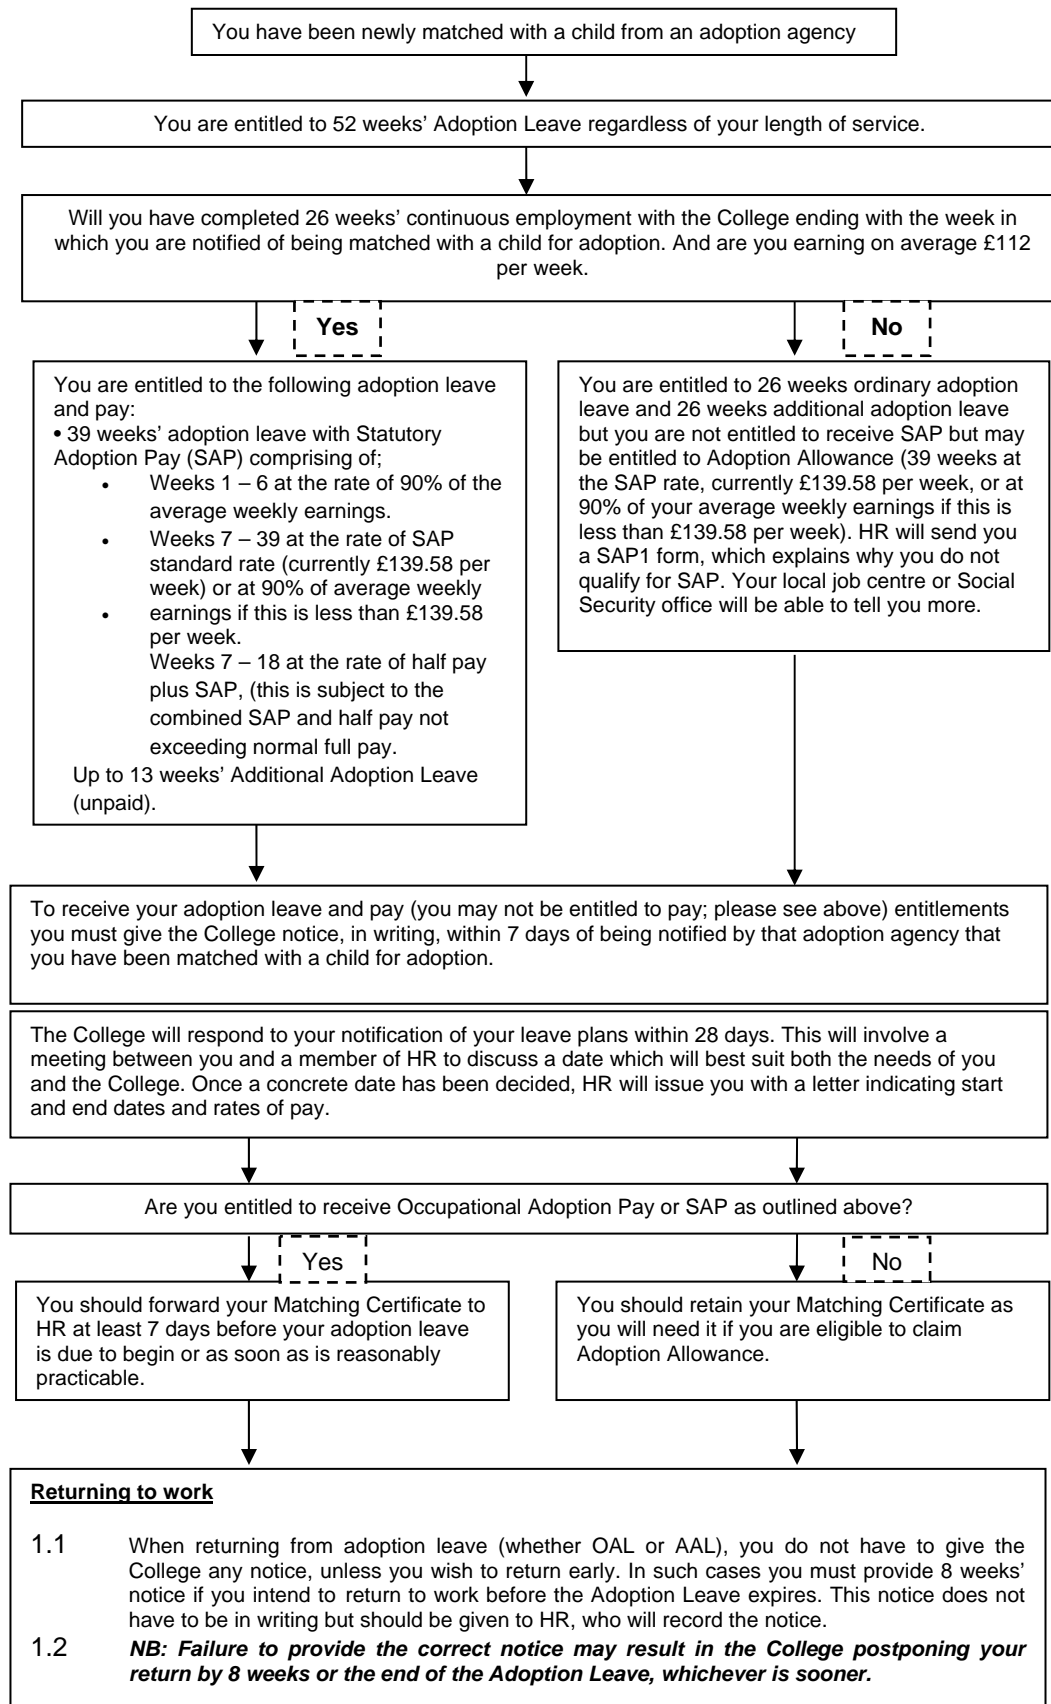 You have been newly matched with a child from an adoption agency
You are entitled to 52 weeks’ Adoption Leave regardless of your length of service.
Will you have completed 26 weeks’ continuous employment with the College ending with the week in
which you are notified of being matched with a child for adoption. And are you earning on average £112
per week.
Yes
No
You are entitled to the following adoption leave
and pay:
• 39 weeks’ adoption leave with Statutory
Adoption Pay (SAP) comprising of;
• Weeks 1 – 6 at the rate of 90% of the
average weekly earnings.
• Weeks 7 – 39 at the rate of SAP
standard rate (currently £139.58 per
week) or at 90% of average weekly
• earnings if this is less than £139.58
per week.
Weeks 7 – 18 at the rate of half pay
plus SAP, (this is subject to the
combined SAP and half pay not
exceeding normal full pay.
Up to 13 weeks’ Additional Adoption Leave
(unpaid).
You are entitled to 26 weeks ordinary adoption
leave and 26 weeks additional adoption leave
but you are not entitled to receive SAP but may
be entitled to Adoption Allowance (39 weeks at
the SAP rate, currently £139.58 per week, or at
90% of your average weekly earnings if this is
less than £139.58 per week). HR will send you
a SAP1 form, which explains why you do not
qualify for SAP. Your local job centre or Social
Security office will be able to tell you more.
To receive your adoption leave and pay (you may not be entitled to pay; please see above) entitlements
you must give the College notice, in writing, within 7 days of being notified by that adoption agency that
you have been matched with a child for adoption.
The College will respond to your notification of your leave plans within 28 days. This will involve a
meeting between you and a member of HR to discuss a date which will best suit both the needs of you
and the College. Once a concrete date has been decided, HR will issue you with a letter indicating start
and end dates and rates of pay.
Are you entitled to receive Occupational Adoption Pay or SAP as outlined above?
Yes
No
You should forward your Matching Certificate to
HR at least 7 days before your adoption leave
is due to begin or as soon as is reasonably
practicable.
You should retain your Matching Certificate as
you will need it if you are eligible to claim
Adoption Allowance.
Returning to work
1.1 When returning from adoption leave (whether OAL or AAL), you do not have to give the
College any notice, unless you wish to return early. In such cases you must provide 8 weeks’
notice if you intend to return to work before the Adoption Leave expires. This notice does not
have to be in writing but should be given to HR, who will record the notice.
1.2 NB: Failure to provide the correct notice may result in the College postponing your
return by 8 weeks or the end of the Adoption Leave, whichever is sooner.